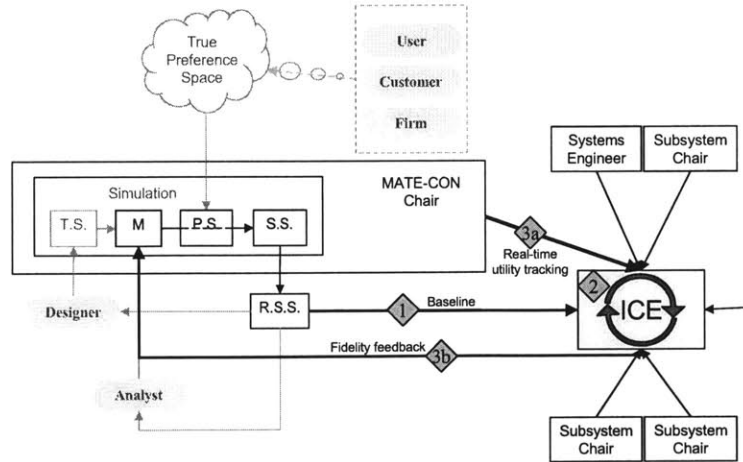 True
Preference
Space
User
Customer
Firm
Systems
Engineer
Subsystem
Chair
MATE-CON
Chair
Simulation
T.S.
M
P.S.
S.S.
3a
Real-time
utility tracking
2
ICE
Designer
R.S.S.
1
Baseline
Fidelity feedback
3b
Analyst
Subsystem
Chair
Subsystem
Chair